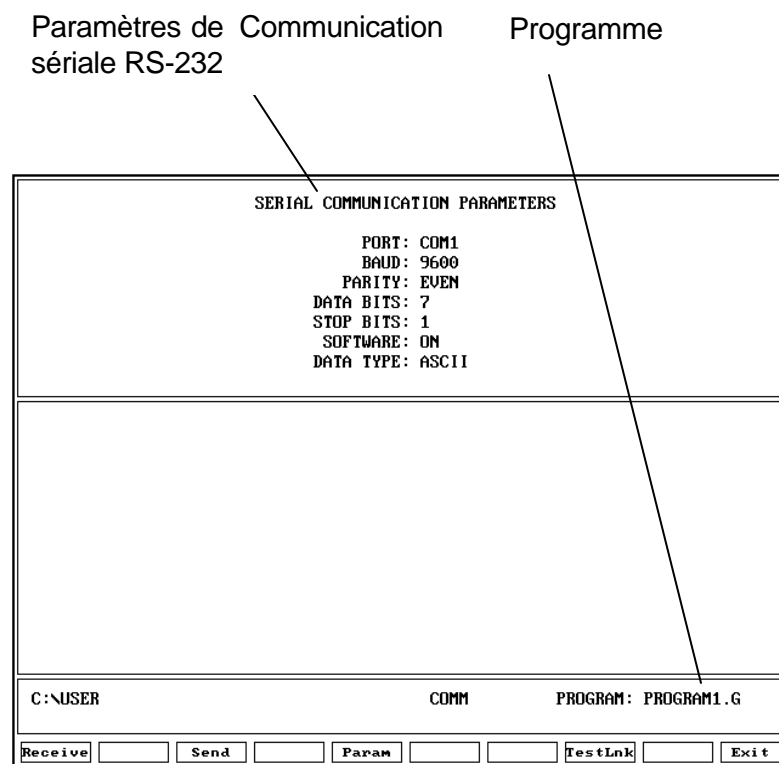 Paramètres de Communication
sériale RS-232
Programme
SERIAL COMMUNICATION PARAMETERS
PORT: COM1
BAUD: 9600
PARITY: EVEN
DATA BITS: 7
STOP BITS: 1
SOFTWARE: ON
DATA TYPE: ASCII
C:\USER COMM PROGRAM: PROGRAM1.G
Receive Send Param TestLnk Exit